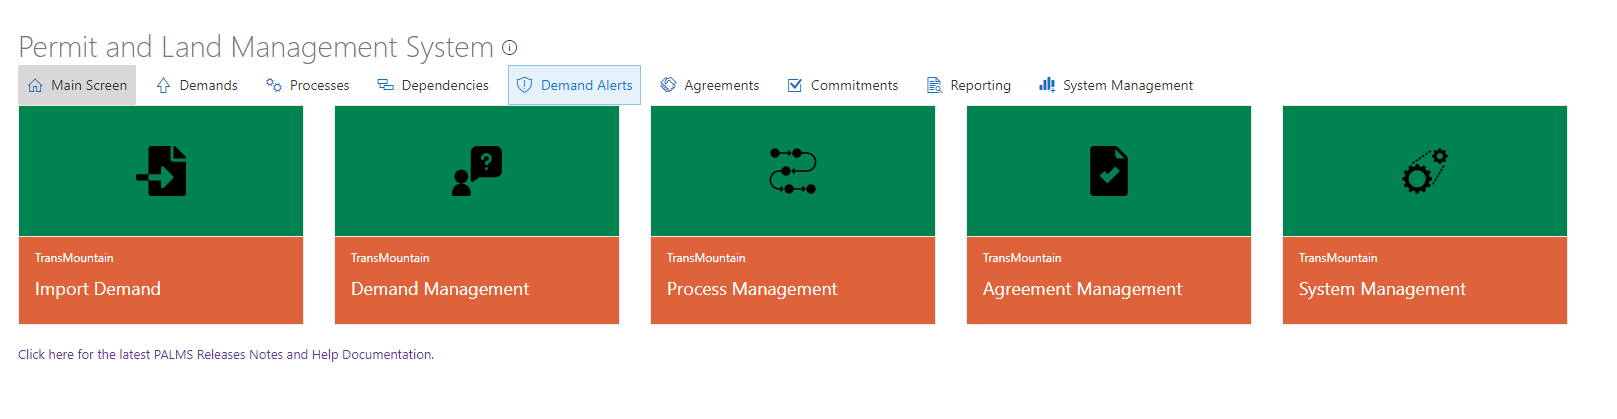 Permit and Land Management System
Main Screen Demands Processes Dependencies Demand Alerts Agreements Commitments Reporting System Management
TransMountain
Import Demand
TransMountain
Demand Management
TransMountain
Process Management
TransMountain
Agreement Management
TransMountain
System Management
Click here for the latest PALMS Releases Notes and Help Documentation.